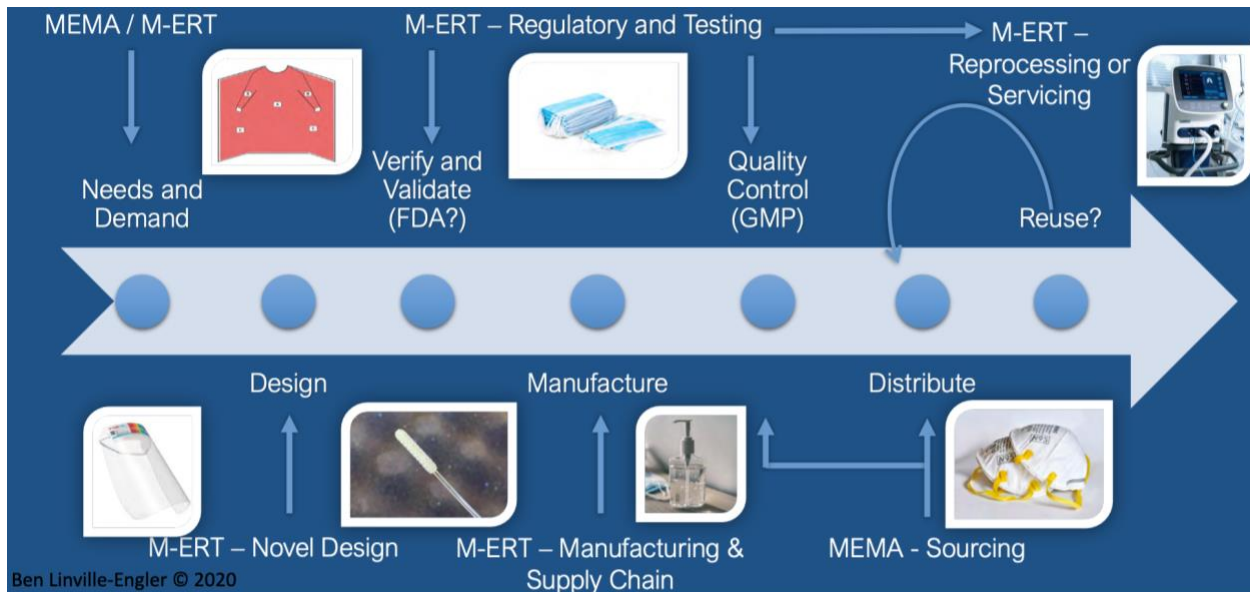 MEMA / M-ERT
M-ERT – Regulatory and Testing
M-ERT –
Reprocessing or
Servicing
Needs and
Demand
Verify and
Validate
(FDA?)
Quality
Control
(GMP)
Reuse?
Design
Manufacture
Distribute
M-ERT – Novel Design
M-ERT – Manufacturing &
Supply Chain
MEMA - Sourcing
Ben Linville-Engler © 2020